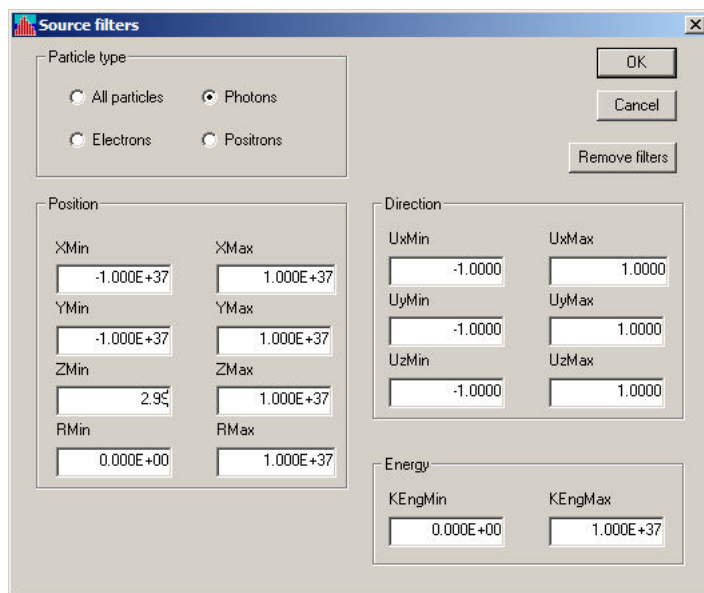 Source filters
Particle type
All particles Photons
Electrons Positrons
OK
Cancel
Remove filters
Position
XMin XMax
-1.000E+37 1.000E+37
YMin YMax
-1.000E+37 1.000E+37
ZMin ZMax
2.95 1.000E+37
RMin RMax
0.000E+00 1.000E+37
Direction
UxMin UxMax
-1.0000 1.0000
UyMin UyMax
-1.0000 1.0000
UzMin UzMax
-1.0000 1.0000
Energy
KEngMin KEngMax
0.000E+00 1.000E+37